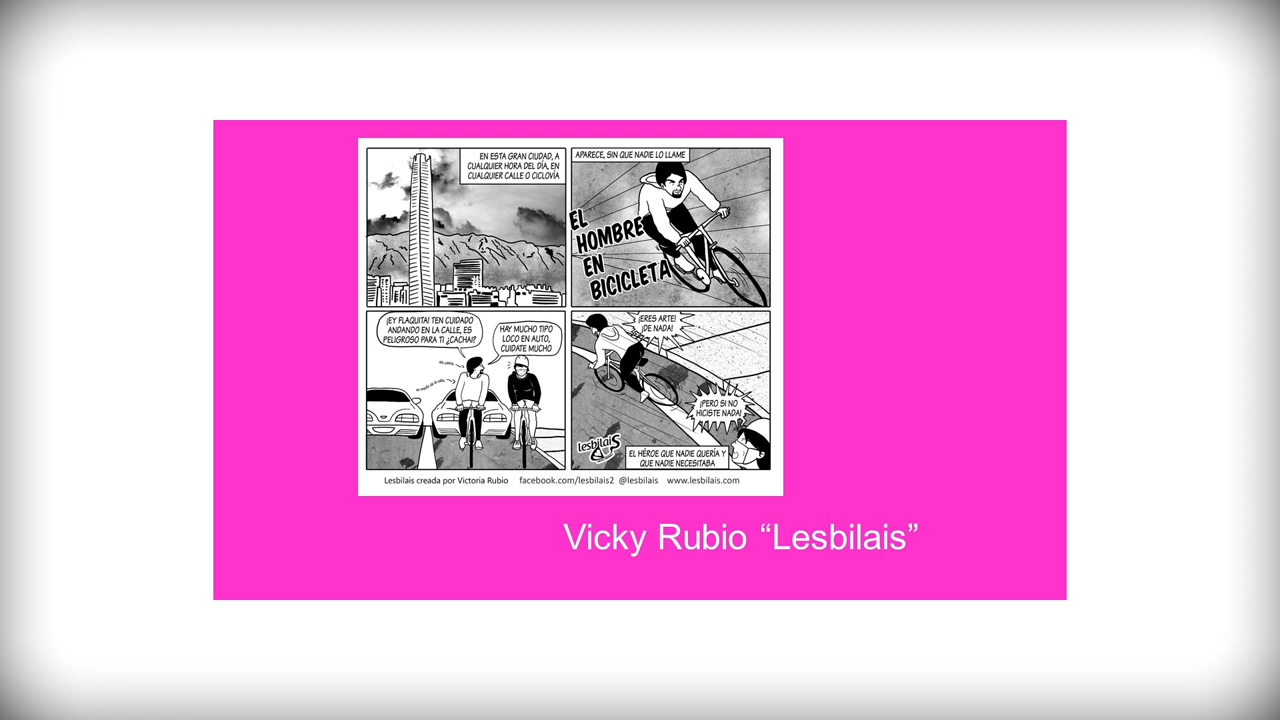 EN ESTA GRAN CIUDAD, A
CUALQUIER HORA DEL DÍA, EN
CUALQUIER CALLE O CICLOVÍA
APARECE, SIN QUE NADIE LO LLAME
EL
HOMBRE
EN
BICICLETA
¡EY FLAQUITA! TEN CUIDADO
ANDANDO EN LA CALLE, ES
PELIGROSO PARA TI ¿CACHAI?
HAY MUCHO TIPO
LOCO EN AUTO,
CUIDATE MUCHO
¡ERES ARTE!
¡DE NADA!
¡PERO SI NO
HICISTE NADA!
lesbilais
EL HÉROE QUE NADIE QUERÍA Y
QUE NADIE NECESITABA
Lesbilais creada por Victoria Rubio facebook.com/lesbilais2 @lesbilais www.lesbilais.com
Vicky Rubio “Lesbilais”